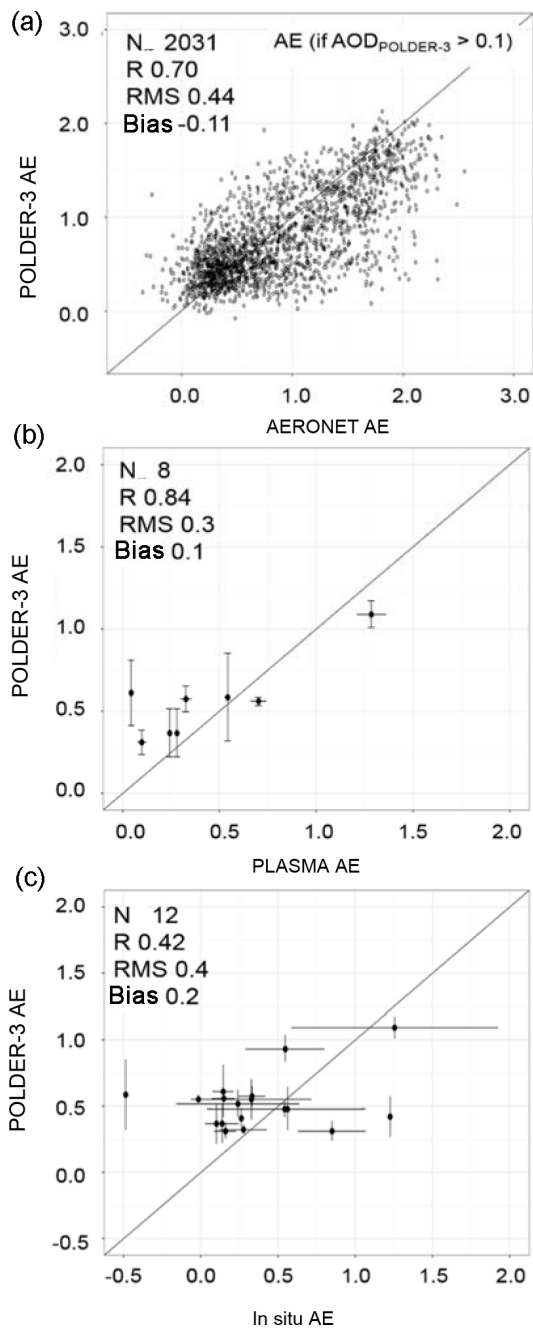 (a)
3.0
N_ 2031 AE (if AOD POLDER-3 > 0.1)
R 0.70
RMS 0.44
Bias -0.11
2.0
1.0
0.0
POLDER-3 AE
0.0 1.0 2.0 3.0
AERONET AE
(b)
2.0
N_ 8
R 0.84
RMS 0.3
Bias 0.1
1.5
1.0
0.5
0.0
POLDER-3 AE
0.0 0.5 1.0 1.5 2.0
PLASMA AE
(c)
2.0
N 12
R 0.42
RMS 0.4
Bias 0.2
1.5
1.0
0.5
0.0
-0.5
POLDER-3 AE
-0.5 0.0 0.5 1.0 1.5 2.0
In situ AE